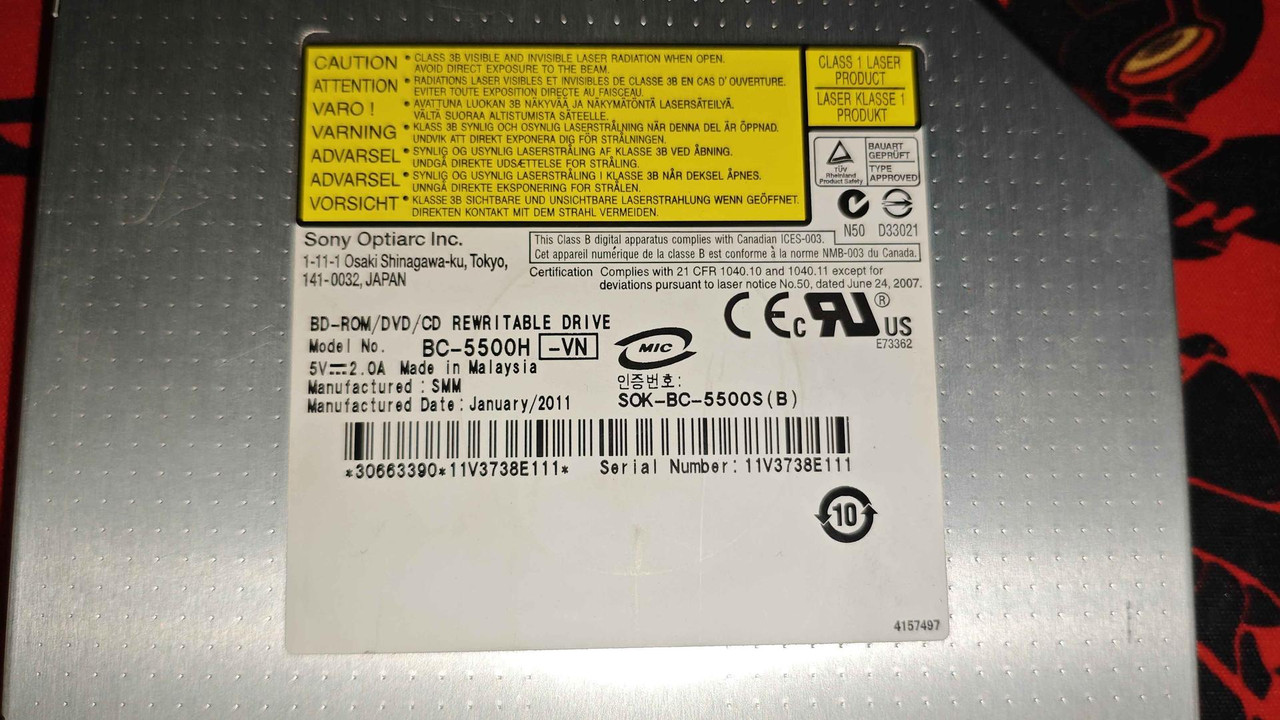 CAUTION • CLASS 3B VISIBLE AND INVISIBLE LASER RADIATION WHEN OPEN.
AVOID DIRECT EXPOSURE TO THE BEAM.
ATTENTION • RADIATIONS LASER VISIBLES ET INVISIBLES DE CLASSE 3B EN CAS D'OUVERTURE.
EVITER TOUTE EXPOSITION DIRECTE AU FAISCEAU.
VARO ! • AVATTUNA LUOKAN 3B NÄKYVÄÄ JA NÄKYMÄTÖNTÄ LASERSÄTEILYÄ.
VÄLTÄ SUORAA ALTISTUMISTA SÄTEELLE.
VARNING • KLASS 3B SYNLIG OCH OSYNLIG LASERSTRÅLNING NÄR DENNA DEL ÄR ÖPPNAD.
UNDVIK ATT DIREKT EXPONERA DIG FÖR STRÅLNINGEN.
ADVARSEL • SYNLIG OG USYNLIG LASERSTRÅLING AF KLASSE 3B VED ÅBNING.
UNDGÅ DIREKTE UDSÆTTELSE FOR STRÅLING.
ADVARSEL • SYNLIG OG USYNLIG LASERSTRÅLING I KLASSE 3B NÅR DEKSEL ÅPNES.
UNNGÅ DIREKTE EKSPONERING FOR STRÅLEN.
VORSICHT • KLASSE 3B SICHTBARE UND UNSICHTBARE LASERSTRAHLUNG WENN GEÖFFNET.
DIREKTEN KONTAKT MIT DEM STRAHL VERMEIDEN.
CLASS 1 LASER
PRODUCT
LASER KLASSE 1
PRODUKT
TÜV
Rheinland
Product Safety
BAUART
GEPRÜFT
TYPE
APPROVED
N50 D33021
Sony Optiarc Inc.
1-11-1 Osaki Shinagawa-ku, Tokyo,
141-0032, JAPAN
This Class B digital apparatus complies with Canadian ICES-003.
Cet appareil numérique de la classe B est conforme à la norme NMB-003 du Canada.
Certification Complies with 21 CFR 1040.10 and 1040.11 except for
deviations pursuant to laser notice No.50, dated June 24, 2007.
CE c RU ® US
E73362
BD-ROM/DVD/CD REWRITABLE DRIVE
Model No. BC-5500H -VN
5V⎓2.0A Made in Malaysia
Manufactured : SMM
Manufactured Date : January/2011
MIC
인증번호:
SOK-BC-5500S(B)
*30663390*11V3738E111* Serial Number: 11V3738E111
10
4157497